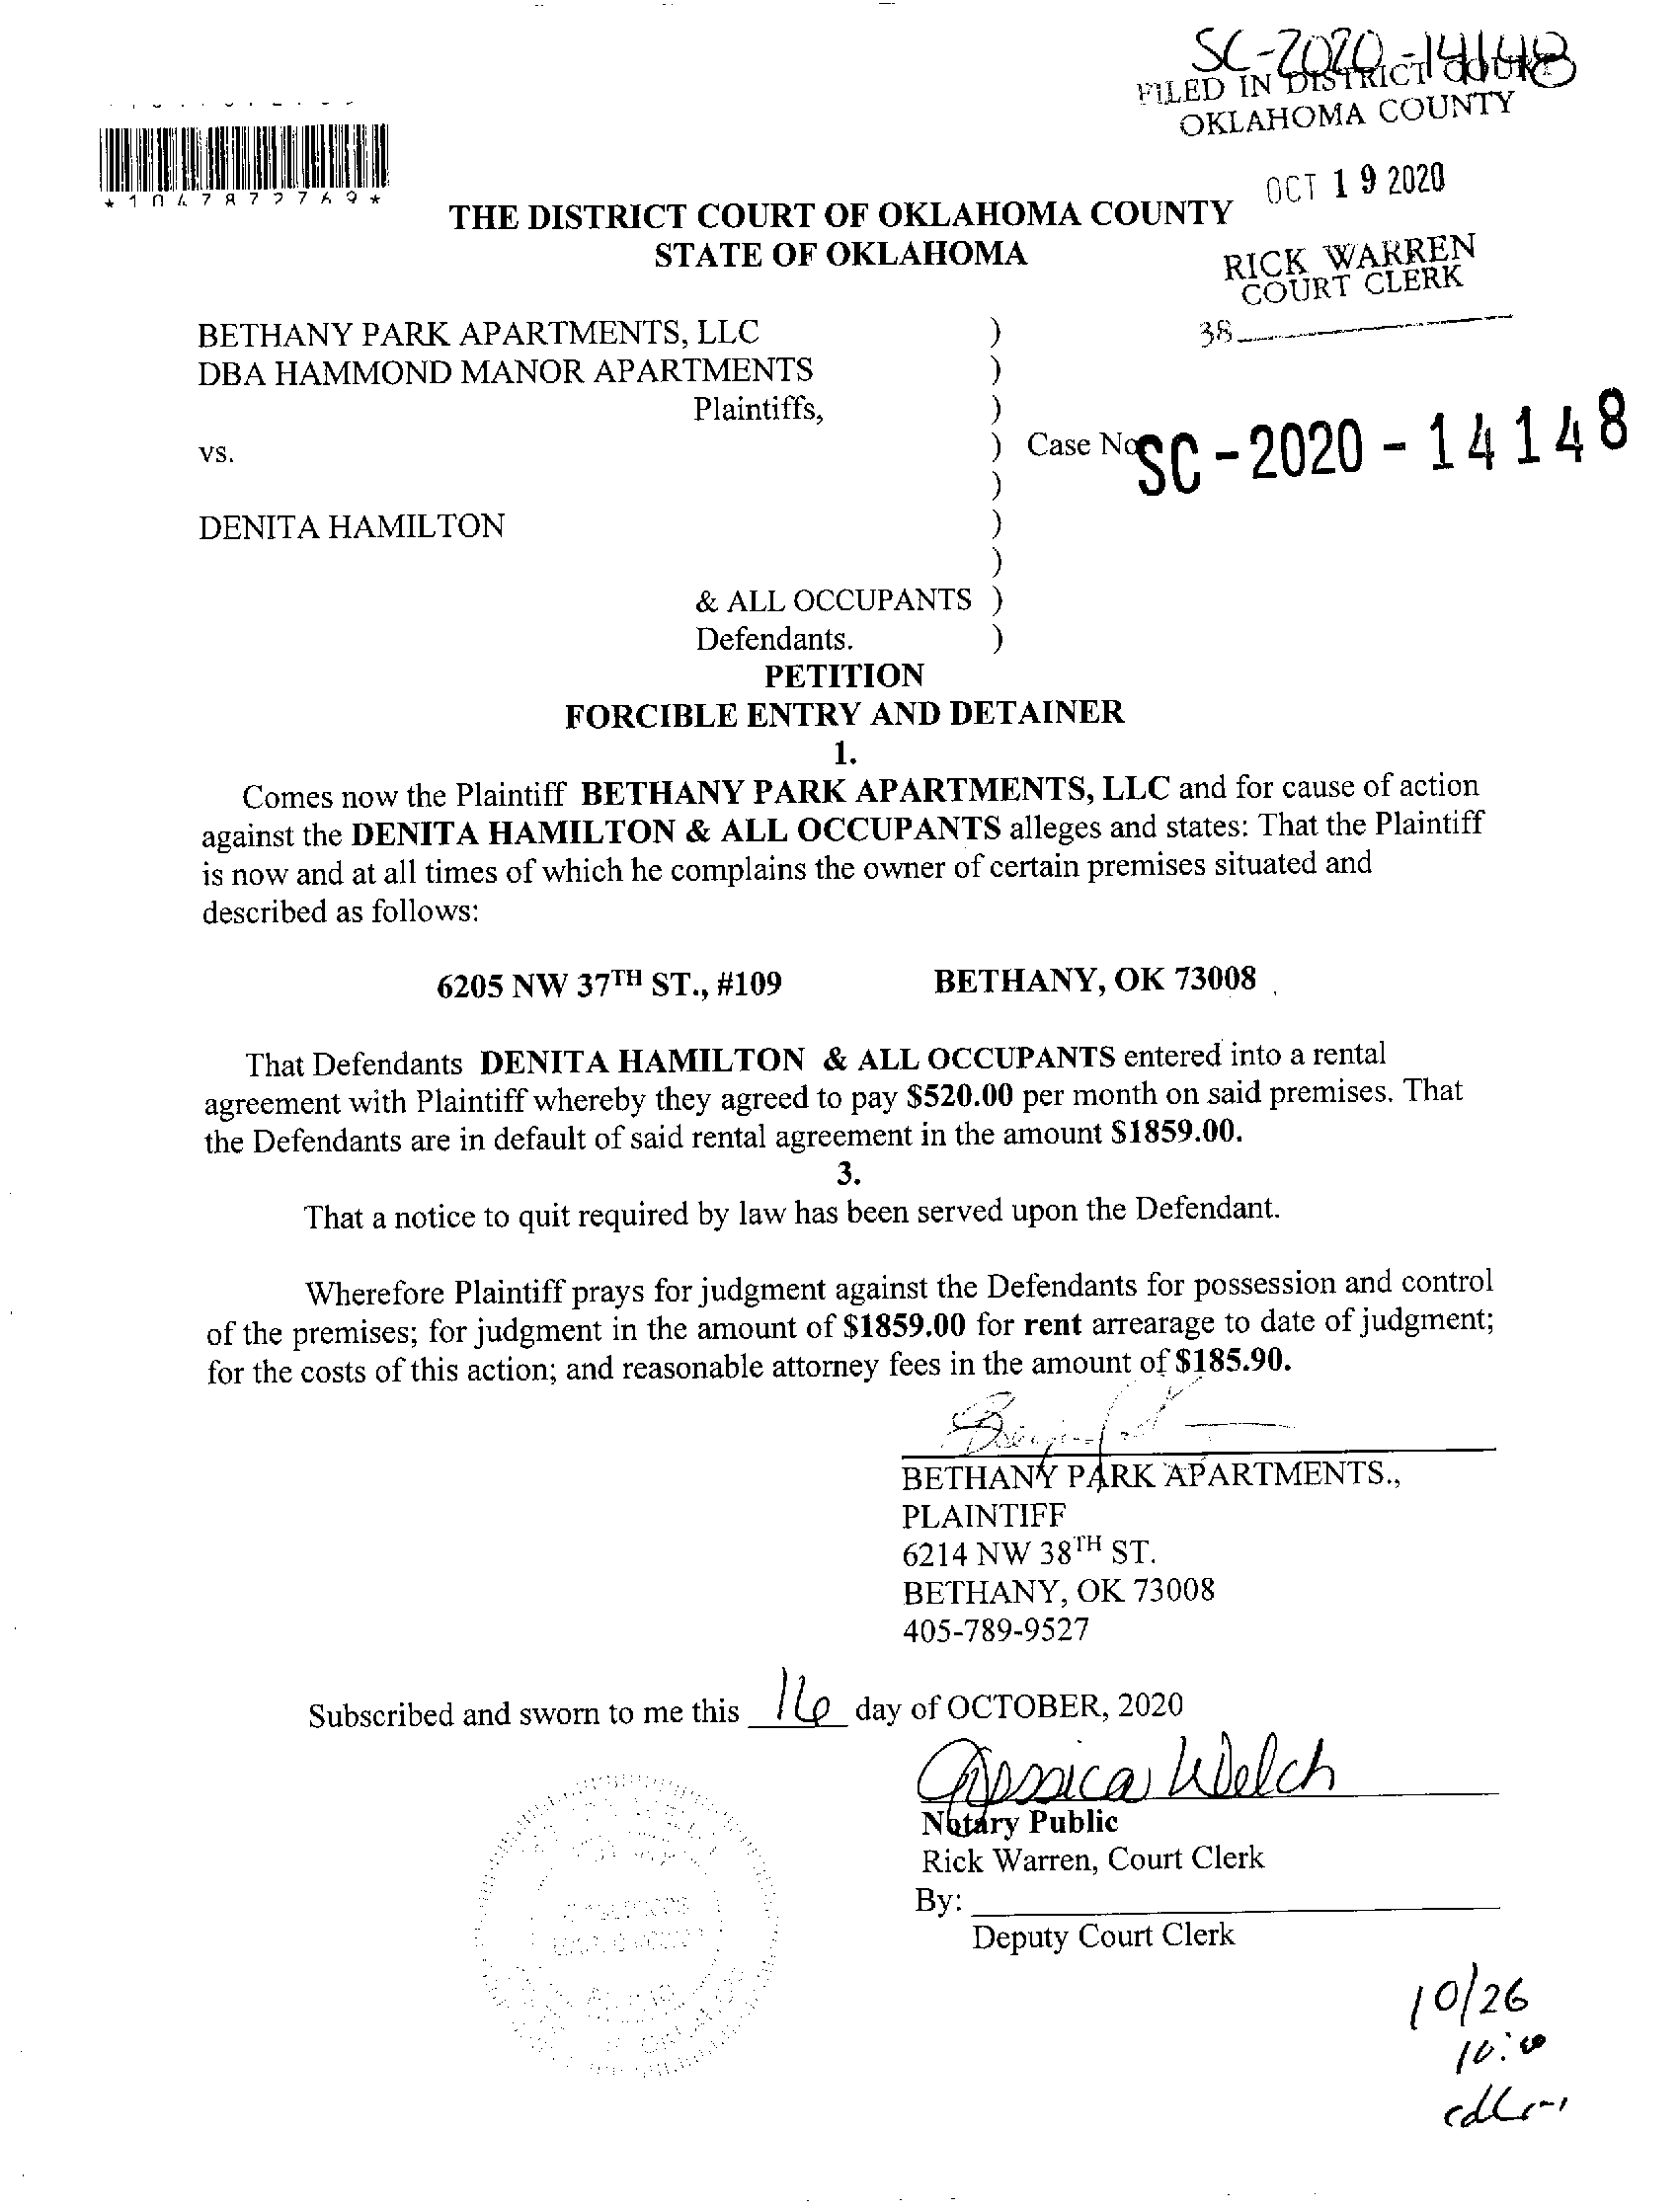 SC-2020-14148
FILED IN DISTRICT COURT
OKLAHOMA COUNTY
OCT 19 2020
*1047872769*
THE DISTRICT COURT OF OKLAHOMA COUNTY
STATE OF OKLAHOMA
RICK WARREN
COURT CLERK
38
BETHANY PARK APARTMENTS, LLC )
DBA HAMMOND MANOR APARTMENTS )
Plaintiffs, )
vs. ) Case No SC-2020-14148
)
DENITA HAMILTON )
)
& ALL OCCUPANTS )
Defendants. )
PETITION
FORCIBLE ENTRY AND DETAINER
1.
Comes now the Plaintiff BETHANY PARK APARTMENTS, LLC and for cause of action
against the DENITA HAMILTON & ALL OCCUPANTS alleges and states: That the Plaintiff
is now and at all times of which he complains the owner of certain premises situated and
described as follows:
6205 NW 37TH ST., #109 BETHANY, OK 73008
That Defendants DENITA HAMILTON & ALL OCCUPANTS entered into a rental
agreement with Plaintiff whereby they agreed to pay $520.00 per month on said premises. That
the Defendants are in default of said rental agreement in the amount $1859.00.
3.
That a notice to quit required by law has been served upon the Defendant.
Wherefore Plaintiff prays for judgment against the Defendants for possession and control
of the premises; for judgment in the amount of $1859.00 for rent arrearage to date of judgment;
for the costs of this action; and reasonable attorney fees in the amount of $185.90.
BETHANY PARK APARTMENTS.,
PLAINTIFF
6214 NW 38TH ST.
BETHANY, OK 73008
405-789-9527
Subscribed and sworn to me this 16 day of OCTOBER, 2020
Jessica Welch
Notary Public
Rick Warren, Court Clerk
By:
Deputy Court Clerk
10/26
10:00